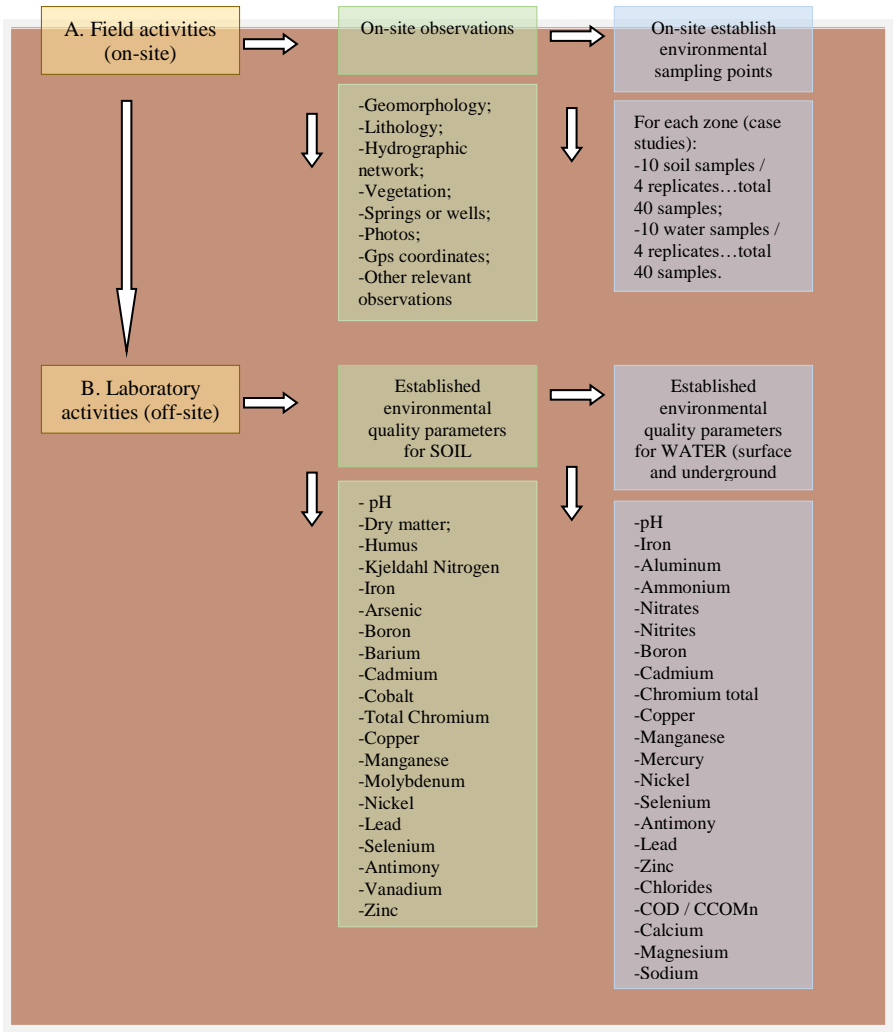 A. Field activities
(on-site)
On-site observations
On-site establish
environmental
sampling points
-Geomorphology;
-Lithology;
-Hydrographic
network;
-Vegetation;
-Springs or wells;
-Photos;
-Gps coordinates;
-Other relevant
observations
For each zone (case
studies):
-10 soil samples /
4 replicates…total
40 samples;
-10 water samples /
4 replicates…total
40 samples.
B. Laboratory
activities (off-site)
Established
environmental
quality parameters
for SOIL
Established
environmental
quality parameters
for WATER (surface
and underground
- pH
-Dry matter;
-Humus
-Kjeldahl Nitrogen
-Iron
-Arsenic
-Boron
-Barium
-Cadmium
-Cobalt
-Total Chromium
-Copper
-Manganese
-Molybdenum
-Nickel
-Lead
-Selenium
-Antimony
-Vanadium
-Zinc
-pH
-Iron
-Aluminum
-Ammonium
-Nitrates
-Nitrites
-Boron
-Cadmium
-Chromium total
-Copper
-Manganese
-Mercury
-Nickel
-Selenium
-Antimony
-Lead
-Zinc
-Chlorides
-COD / CCOMn
-Calcium
-Magnesium
-Sodium